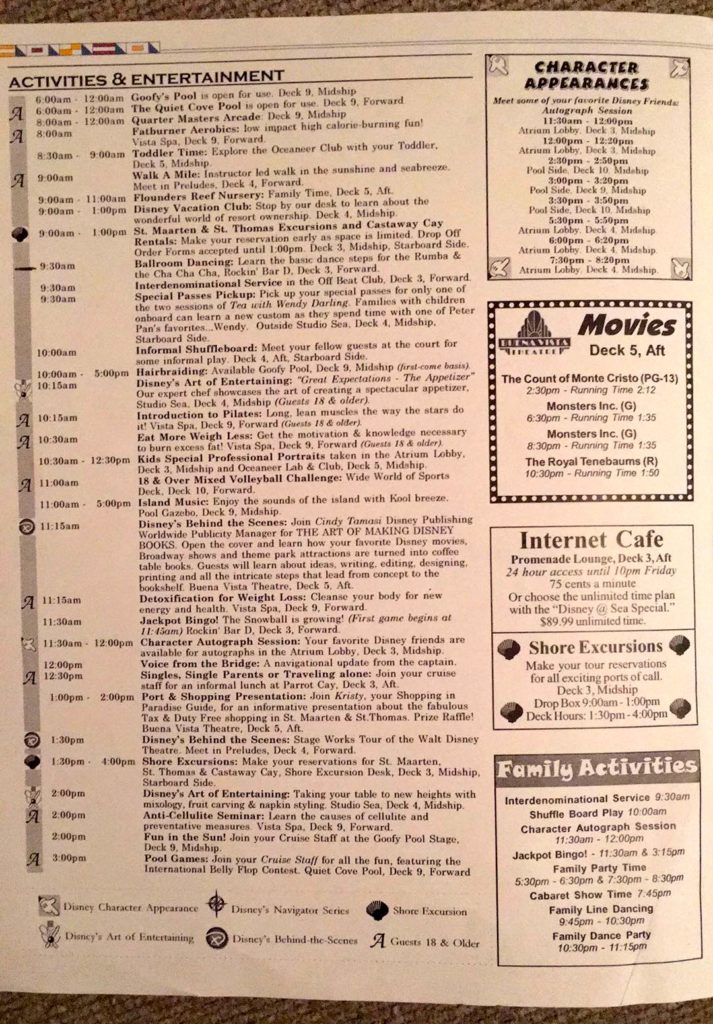 ACTIVITIES & ENTERTAINMENT
6:00am - 12:00am Goofy's Pool is open for use. Deck 9, Midship
6:00am - 12:00am The Quiet Cove Pool is open for use. Deck 9, Forward
8:00am - 12:00am Quarter Masters Arcade: Deck 9, Midship
A 8:00am Fatburner Aerobics: low impact high calorie-burning fun!
Vista Spa, Deck 9, Forward.
8:30am - 9:00am Toddler Time: Explore the Oceaneer Club with your Toddler,
Deck 5, Midship.
A 9:00am Walk A Mile: Instructor led walk in the sunshine and seabreeze.
Meet in Preludes, Deck 4, Forward.
9:00am - 11:00am Flounders Reef Nursery: Family Time, Deck 5, Aft.
9:00am - 1:00pm Disney Vacation Club: Stop by our desk to learn about the
wonderful world of resort ownership. Deck 4, Midship.
9:00am - 1:00pm St. Maarten & St. Thomas Excursions and Castaway Cay
Rentals: Make your reservation early as space is limited. Drop Off
Order Forms accepted until 1:00pm. Deck 3, Midship, Starboard Side.
9:30am Ballroom Dancing: Learn the basic dance steps for the Rumba &
the Cha Cha Cha, Rockin' Bar D, Deck 3, Forward.
9:30am Interdenominational Service in the Off Beat Club, Deck 3, Forward.
9:30am Special Passes Pickup: Pick up your special passes for only one of
the two sessions of Tea with Wendy Darling. Families with children
onboard can learn a new custom as they spend time with one of Peter
Pan's favorites...Wendy. Outside Studio Sea, Deck 4, Midship,
Starboard Side.
10:00am Informal Shuffleboard: Meet your fellow guests at the court for
some informal play. Deck 4, Aft, Starboard Side.
10:00am - 5:00pm Hairbraiding: Available Goofy Pool, Deck 9, Midship (first-come basis).
10:15am Disney's Art of Entertaining: "Great Expectations - The Appetizer"
Our expert chef showcases the art of creating a spectacular appetizer,
Studio Sea, Deck 4, Midship (Guests 18 & older).
A 10:15am Introduction to Pilates: Long, lean muscles the way the stars do
it! Vista Spa, Deck 9, Forward (Guests 18 & older).
A 10:30am Eat More Weigh Less: Get the motivation & knowledge necessary
to burn excess fat! Vista Spa, Deck 9, Forward (Guests 18 & older).
10:30am - 12:30pm Kids Special Professional Portraits taken in the Atrium Lobby,
Deck 3, Midship and Oceaneer Lab & Club, Deck 5, Midship.
A 11:00am 18 & Over Mixed Volleyball Challenge: Wide World of Sports
Deck, Deck 10, Forward.
11:00am - 5:00pm Island Music: Enjoy the sounds of the island with Kool breeze.
Pool Gazebo, Deck 9, Midship.
11:15am Disney's Behind the Scenes: Join Cindy Tamasi Disney Publishing
Worldwide Publicity Manager for THE ART OF MAKING DISNEY
BOOKS. Open the cover and learn how your favorite Disney movies,
Broadway shows and theme park attractions are turned into coffee
table books. Guests will learn about ideas, writing, editing, designing,
printing and all the intricate steps that lead from concept to the
bookshelf. Buena Vista Theatre, Deck 5, Aft.
A 11:15am Detoxification for Weight Loss: Cleanse your body for new
energy and health. Vista Spa, Deck 9, Forward.
11:30am Jackpot Bingo! The Snowball is growing! (First game begins at
11:45am) Rockin' Bar D, Deck 3, Forward.
11:30am - 12:00pm Character Autograph Session: Your favorite Disney friends are
available for autographs in the Atrium Lobby, Deck 3, Midship.
12:00pm Voice from the Bridge: A navigational update from the captain.
A 12:30pm Singles, Single Parents or Traveling alone: Join your cruise
staff for an informal lunch at Parrot Cay, Deck 3, Aft.
1:00pm - 2:00pm Port & Shopping Presentation: Join Kristy, your Shopping in
Paradise Guide, for an informative presentation about the fabulous
Tax & Duty Free shopping in St. Maarten & St.Thomas. Prize Raffle!
Buena Vista Theatre, Deck 5, Aft.
1:30pm Disney's Behind the Scenes: Stage Works Tour of the Walt Disney
Theatre. Meet in Preludes, Deck 4, Forward.
1:30pm - 4:00pm Shore Excursions: Make your reservations for St. Maarten,
St. Thomas & Castaway Cay, Shore Excursion Desk, Deck 3, Midship,
Starboard Side.
2:00pm Disney's Art of Entertaining: Taking your table to new heights with
mixology, fruit carving & napkin styling. Studio Sea, Deck 4, Midship.
A 2:00pm Anti-Cellulite Seminar: Learn the causes of cellulite and
preventative measures. Vista Spa, Deck 9, Forward.
2:00pm Fun in the Sun! Join your Cruise Staff at the Goofy Pool Stage,
Deck 9, Midship.
A 3:00pm Pool Games: Join your Cruise Staff for all the fun, featuring the
International Belly Flop Contest. Quiet Cove Pool, Deck 9, Forward
Disney Character Appearance
Disney's Navigator Series
Shore Excursion
Disney's Art of Entertaining
Disney's Behind-the-Scenes
A Guests 18 & Older
CHARACTER
APPEARANCES
Meet some of your favorite Disney Friends:
Autograph Session
11:30am - 12:00pm
Atrium Lobby, Deck 3, Midship
12:00pm - 12:20pm
Atrium Lobby, Deck 3, Midship.
2:30pm - 2:50pm
Pool Side, Deck 10, Midship.
3:00pm - 3:20pm
Pool Side, Deck 9, Midship
3:30pm - 3:50pm
Pool Side, Deck 10, Midship.
5:30pm - 5:50pm
Atrium Lobby, Deck 4, Midship.
6:00pm - 6:20pm
Atrium Lobby, Deck 4, Midship.
7:30pm - 8:20pm
Atrium Lobby, Deck 4, Midship.
BUENA VISTA
THEATRE
Movies
Deck 5, Aft
The Count of Monte Cristo (PG-13)
2:30pm - Running Time 2:12
Monsters Inc. (G)
6:30pm - Running Time 1:35
Monsters Inc. (G)
8:30pm - Running Time 1:35
The Royal Tenebaums (R)
10:30pm - Running Time 1:50
Internet Cafe
Promenade Lounge, Deck 3, Aft
24 hour access until 10pm Friday
75 cents a minute
Or choose the unlimited time plan
with the "Disney @ Sea Special."
$89.99 unlimited time.
Shore Excursions
Make your tour reservations
for all exciting ports of call.
Deck 3, Midship
Drop Box 9:00am - 1:00pm
Deck Hours: 1:30pm - 4:00pm
Family Activities
Interdenominational Service 9:30am
Shuffle Board Play 10:00am
Character Autograph Session
11:30am - 12:00pm
Jackpot Bingo! - 11:30am & 3:15pm
Family Party Time
5:30pm - 6:30pm & 7:30pm - 8:30pm
Cabaret Show Time 7:45pm
Family Line Dancing
9:45pm - 10:30pm
Family Dance Party
10:30pm - 11:15pm